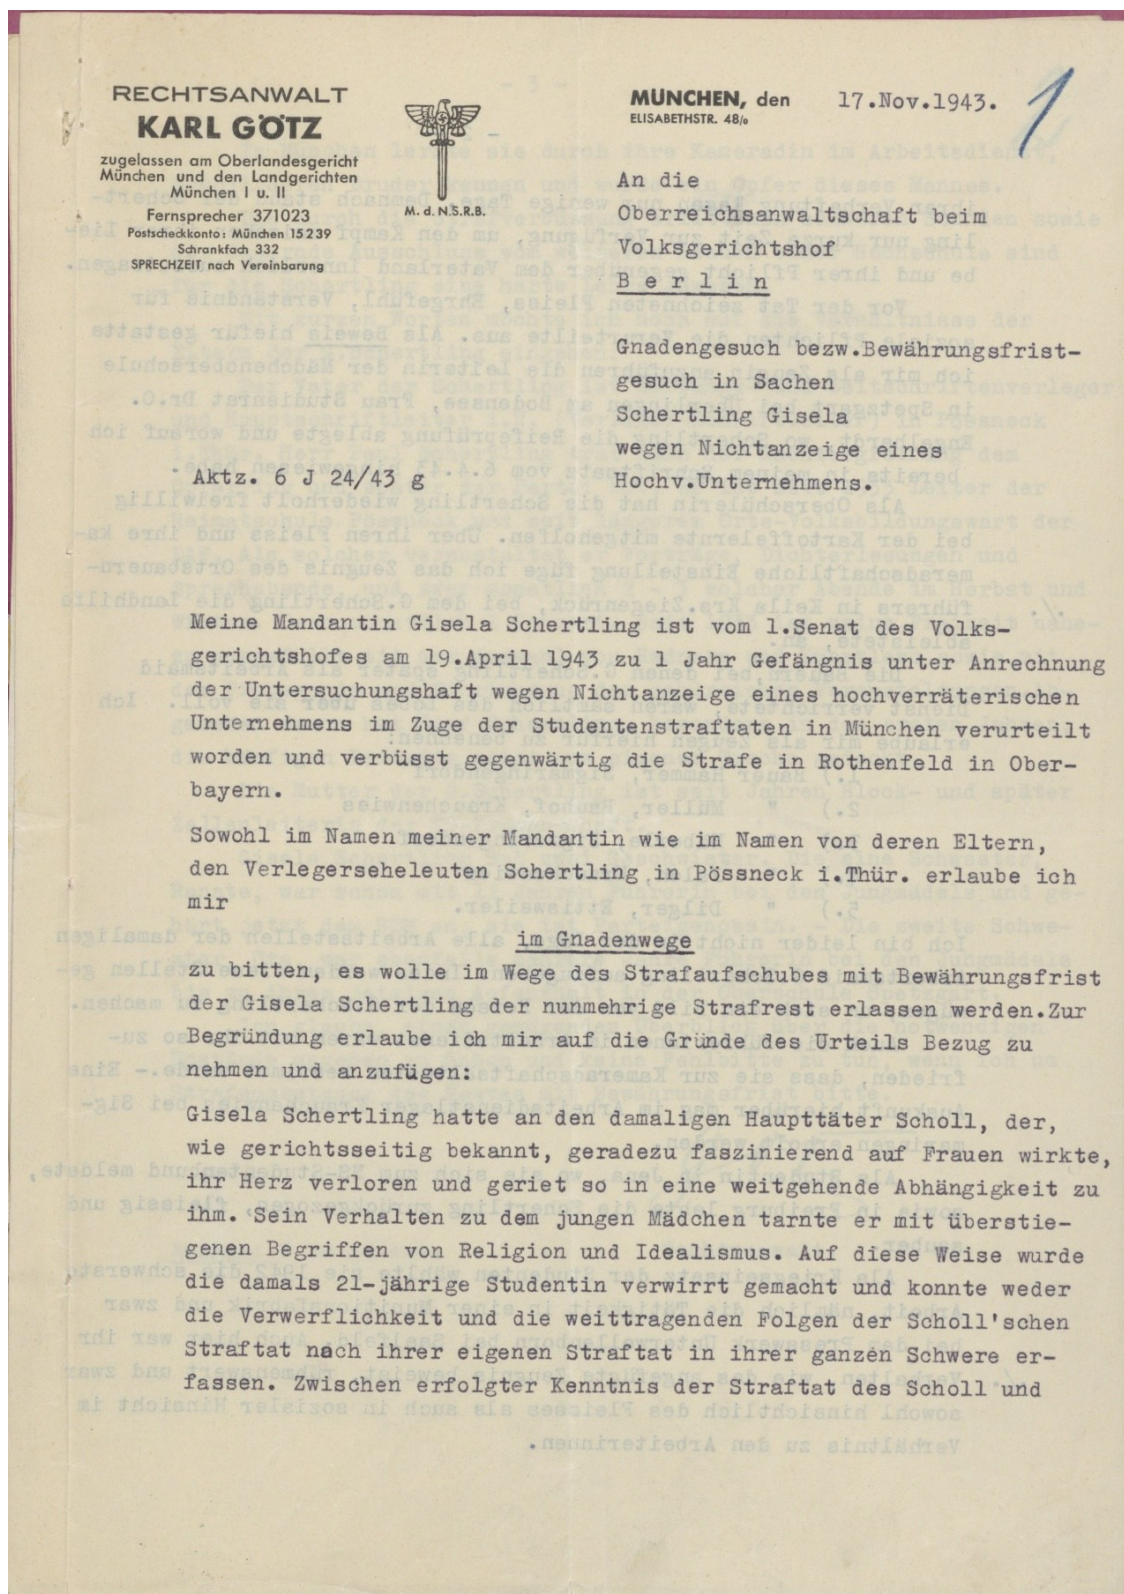 RECHTSANWALT
KARL GÖTZ
zugelassen am Oberlandesgericht
München und den Landgerichten
München I u. II
Fernsprecher 371023
Postscheckkonto: München 15239
Schrankfach 332
SPRECHZEIT nach Vereinbarung
M. d. N.S.R.B.
MÜNCHEN, den 17.Nov.1943.
ELISABETHSTR. 48/0
1
An die
Oberreichsanwaltschaft beim
Volksgerichtshof
Berlin
Gnadengesuch bezw.Bewährungsfrist-
gesuch in Sachen
Schertling Gisela
wegen Nichtanzeige eines
Hochv.Unternehmens.
Aktz. 6 J 24/43 g
Meine Mandantin Gisela Schertling ist vom 1.Senat des Volks-
gerichtshofes am 19.April 1943 zu 1 Jahr Gefängnis unter Anrechnung
der Untersuchungshaft wegen Nichtanzeige eines hochverräterischen
Unternehmens im Zuge der Studentenstraftaten in München verurteilt
worden und verbüsst gegenwärtig die Strafe in Rothenfeld in Ober-
bayern.
Sowohl im Namen meiner Mandantin wie im Namen von deren Eltern,
den Verlegerseheleuten Schertling in Pössneck i.Thür. erlaube ich
mir
im Gnadenwege
zu bitten, es wolle im Wege des Strafaufschubes mit Bewährungsfrist
der Gisela Schertling der nunmehrige Strafrest erlassen werden.Zur
Begründung erlaube ich mir auf die Gründe des Urteils Bezug zu
nehmen und anzufügen:
Gisela Schertling hatte an den damaligen Haupttäter Scholl, der,
wie gerichtsseitig bekannt, geradezu faszinierend auf Frauen wirkte,
ihr Herz verloren und geriet so in eine weitgehende Abhängigkeit zu
ihm. Sein Verhalten zu dem jungen Mädchen tarnte er mit überstie-
genen Begriffen von Religion und Idealismus. Auf diese Weise wurde
die damals 21-jährige Studentin verwirrt gemacht und konnte weder
die Verwerflichkeit und die weittragenden Folgen der Scholl'schen
Straftat nach ihrer eigenen Straftat in ihrer ganzen Schwere er-
fassen. Zwischen erfolgter Kenntnis der Straftat des Scholl und